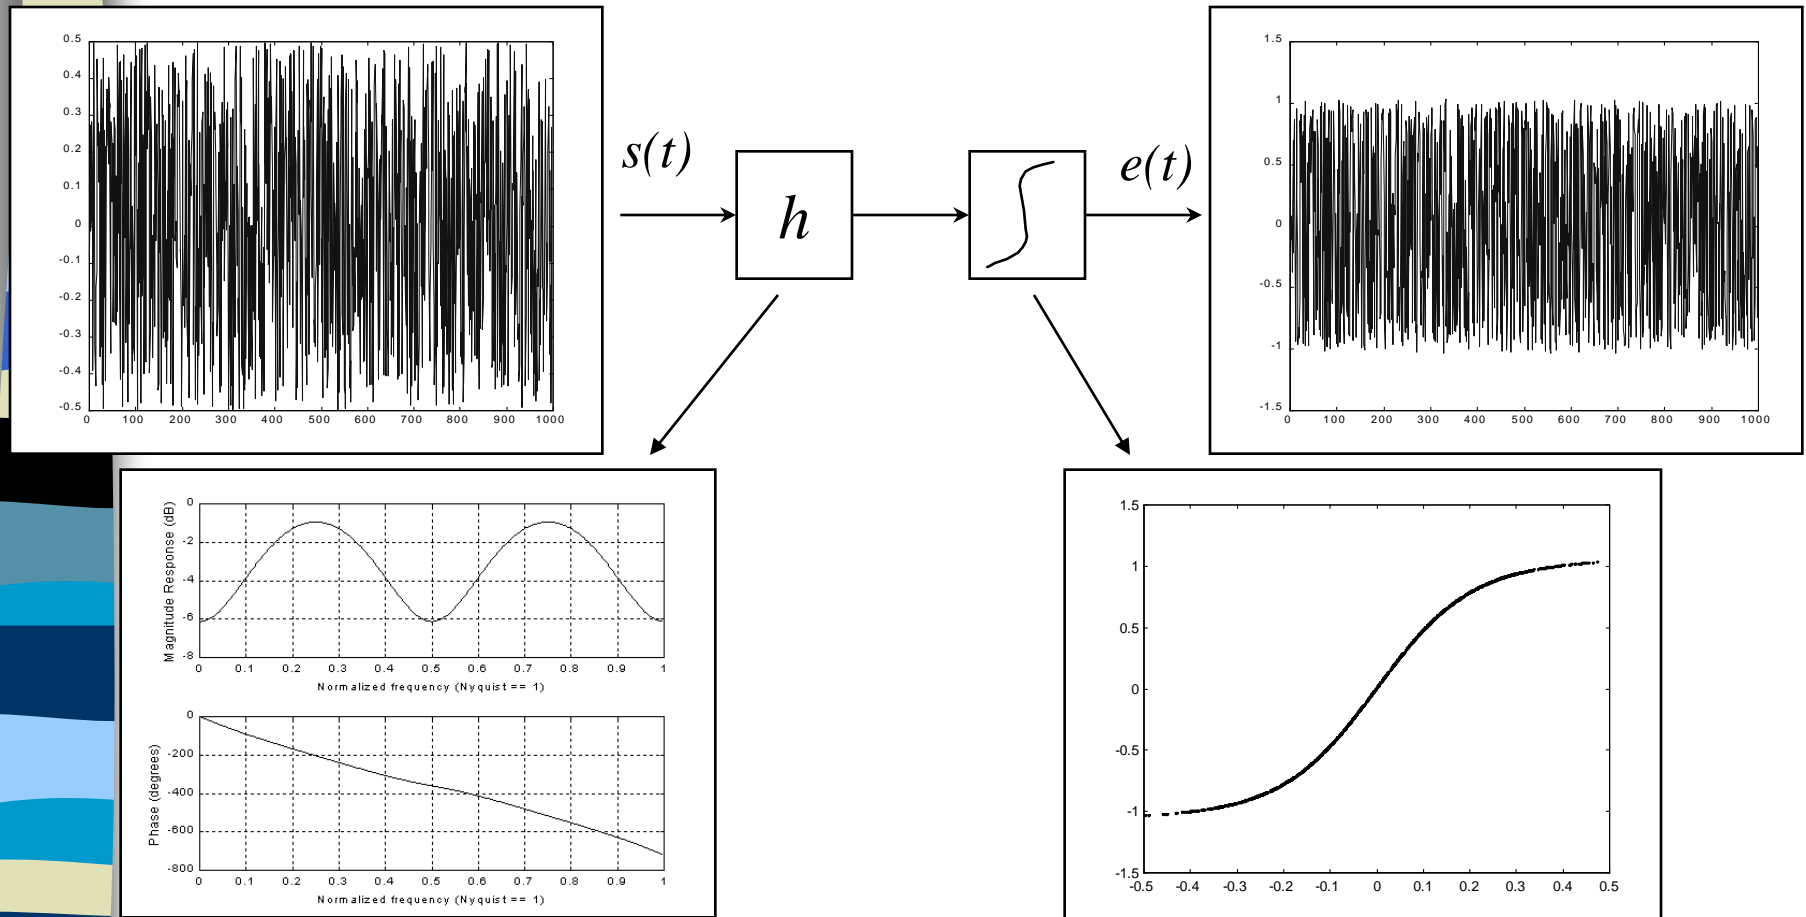 0.5
0.4
0.3
0.2
0.1
0
-0.1
-0.2
-0.3
-0.4
-0.5
0 100 200 300 400 500 600 700 800 900 1000
s(t)
h
e(t)
1.5
1
0.5
0
-0.5
-1
-1.5
0 100 200 300 400 500 600 700 800 900 1000
Magnitude Response (dB)
0
-2
-4
-6
-8
0 0.1 0.2 0.3 0.4 0.5 0.6 0.7 0.8 0.9 1
Normalized frequency (Nyquist == 1)
Phase (degrees)
0
-200
-400
-600
-800
0 0.1 0.2 0.3 0.4 0.5 0.6 0.7 0.8 0.9 1
Normalized frequency (Nyquist == 1)
1.5
1
0.5
0
-0.5
-1
-1.5
-0.5 -0.4 -0.3 -0.2 -0.1 0 0.1 0.2 0.3 0.4 0.5